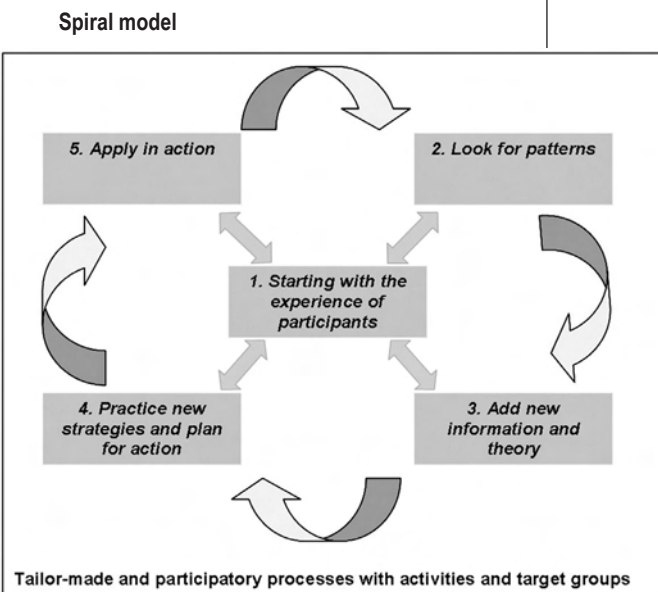 Spiral model
5. Apply in action
2. Look for patterns
1. Starting with the
experience of
participants
4. Practice new
strategies and plan
for action
3. Add new
information and
theory
Tailor-made and participatory processes with activities and target groups